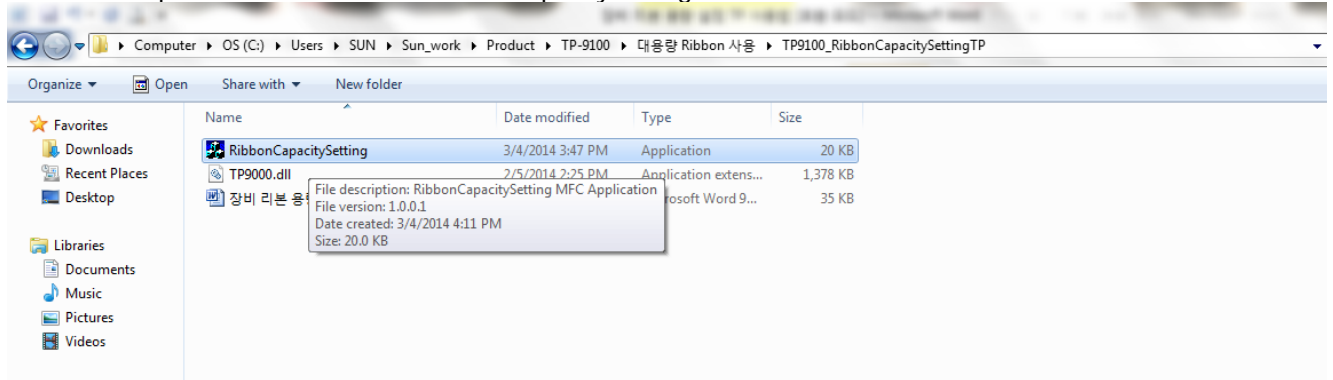 Computer ▸ OS (C:) ▸ Users ▸ SUN ▸ Sun_work ▸ Product ▸ TP-9100 ▸ 대용량 Ribbon 사용 ▸ TP9100_RibbonCapacitySettingTP
Organize Open Share with New folder
Name Date modified Type Size
Favorites
Downloads
Recent Places
Desktop
Libraries
Documents
Music
Pictures
Videos
RibbonCapacitySetting 3/4/2014 3:47 PM Application 20 KB
TP9000.dll 2/5/2014 2:25 PM Application extens... 1,378 KB
장비 리본 용 rosoft Word 9... 35 KB
File description: RibbonCapacitySetting MFC Application
File version: 1.0.0.1
Date created: 3/4/2014 4:11 PM
Size: 20.0 KB